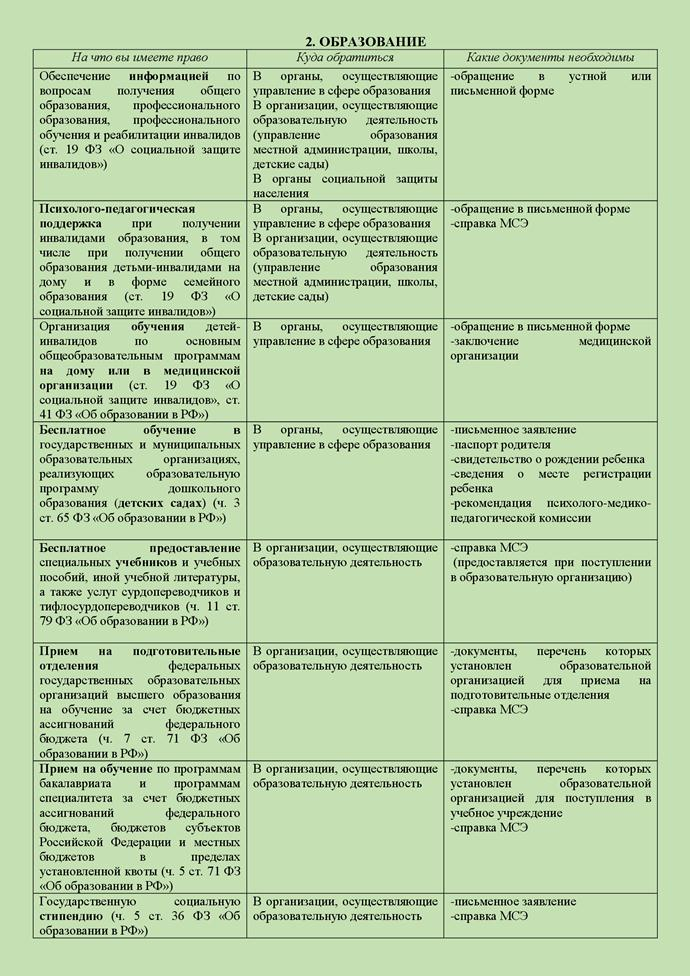 2. ОБРАЗОВАНИЕ
На что вы имеете право
Куда обратиться
Какие документы необходимы
Обеспечение информацией по
вопросам получения общего
образования, профессионального
образования, профессионального
обучения и реабилитации инвалидов
(ст. 19 ФЗ «О социальной защите
инвалидов»)
В органы, осуществляющие
управление в сфере образования
В организации, осуществляющие
образовательную деятельность
(управление образования
местной администрации, школы,
детские сады)
В органы социальной защиты
населения
-обращение в устной или
письменной форме
Психолого-педагогическая
поддержка при получении
инвалидами образования, в том
числе при получении общего
образования детьми-инвалидами на
дому и в форме семейного
образования (ст. 19 ФЗ «О
социальной защите инвалидов»)
В органы, осуществляющие
управление в сфере образования
В организации, осуществляющие
образовательную деятельность
(управление образования
местной администрации, школы,
детские сады)
-обращение в письменной форме
-справка МСЭ
Организация обучения детей-
инвалидов по основным
общеобразовательным программам
на дому или в медицинской
организации (ст. 19 ФЗ «О
социальной защите инвалидов», ст.
41 ФЗ «Об образовании в РФ»)
В органы, осуществляющие
управление в сфере образования
-обращение в письменной форме
-заключение медицинской
организации
Бесплатное обучение в
государственных и муниципальных
образовательных организациях,
реализующих образовательную
программу дошкольного
образования (детских садах) (ч. 3
ст. 65 ФЗ «Об образовании в РФ»)
В органы, осуществляющие
управление в сфере образования
-письменное заявление
-паспорт родителя
-свидетельство о рождении ребенка
-сведения о месте регистрации
ребенка
-рекомендация психолого-медико-
педагогической комиссии
Бесплатное предоставление
специальных учебников и учебных
пособий, иной учебной литературы,
а также услуг сурдопереводчиков и
тифлосурдопереводчиков (ч. 11 ст.
79 ФЗ «Об образовании в РФ»)
В организации, осуществляющие
образовательную деятельность
-справка МСЭ
(предоставляется при поступлении
в образовательную организацию)
Прием на подготовительные
отделения федеральных
государственных образовательных
организаций высшего образования
на обучение за счет бюджетных
ассигнований федерального
бюджета (ч. 7 ст. 71 ФЗ «Об
образовании в РФ»)
В организации, осуществляющие
образовательную деятельность
-документы, перечень которых
установлен образовательной
организацией для приема на
подготовительные отделения
-справка МСЭ
Прием на обучение по программам
бакалавриата и программам
специалитета за счет бюджетных
ассигнований федерального
бюджета, бюджетов субъектов
Российской Федерации и местных
бюджетов в пределах
установленной квоты (ч. 5 ст. 71 ФЗ
«Об образовании в РФ»)
В организации, осуществляющие
образовательную деятельность
-документы, перечень которых
установлен образовательной
организацией для поступления в
учебное учреждение
-справка МСЭ
Государственную социальную
стипендию (ч. 5 ст. 36 ФЗ «Об
образовании в РФ»)
В организации, осуществляющие
образовательную деятельность
-письменное заявление
-справка МСЭ